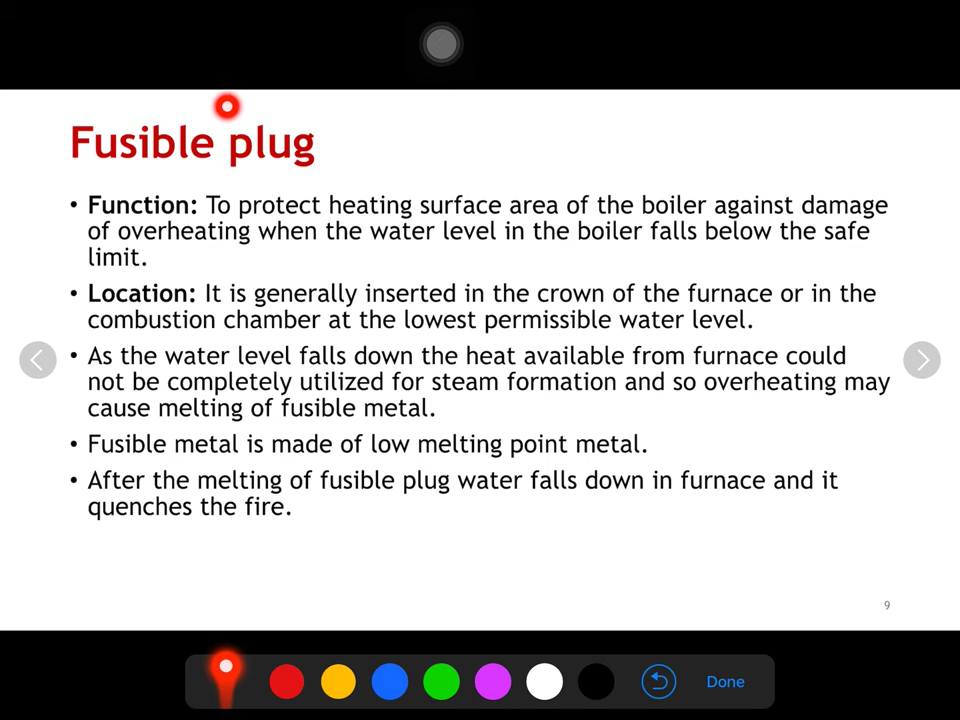 Fusible plug
• Function: To protect heating surface area of the boiler against damage
of overheating when the water level in the boiler falls below the safe
limit.
• Location: It is generally inserted in the crown of the furnace or in the
combustion chamber at the lowest permissible water level.
• As the water level falls down the heat available from furnace could
not be completely utilized for steam formation and so overheating may
cause melting of fusible metal.
• Fusible metal is made of low melting point metal.
• After the melting of fusible plug water falls down in furnace and it
quenches the fire.
9
Done